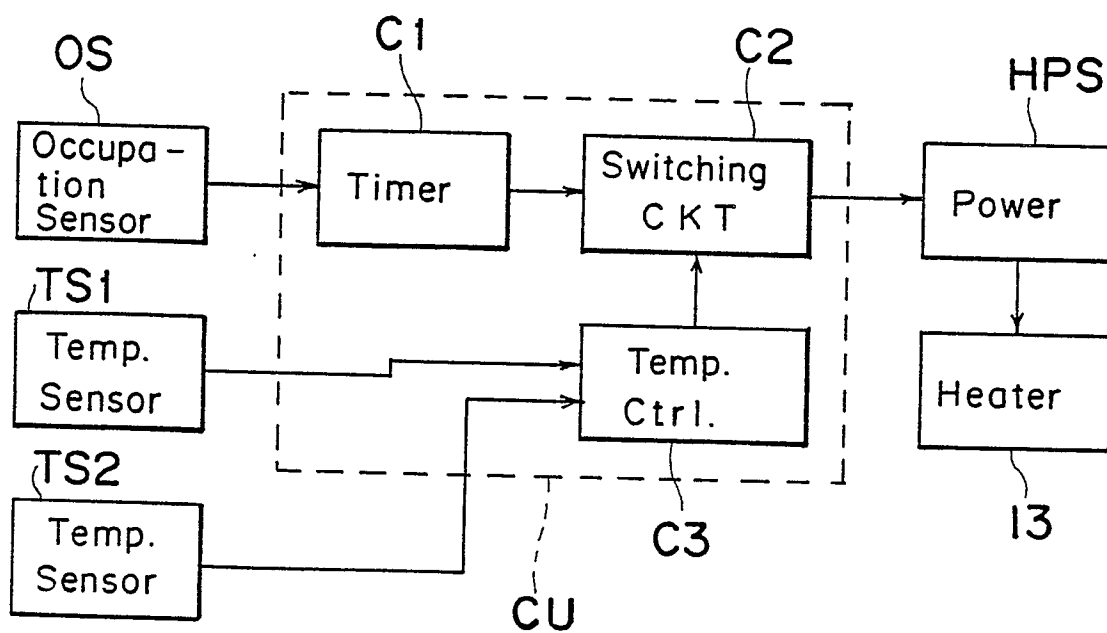 OS
C1
C2
HPS
Occupa-
tion
Sensor
Timer
Switching
CKT
Power
TS1
Temp.
Sensor
Temp.
Ctrl.
Heater
TS2
Temp.
Sensor
C3
13
CU